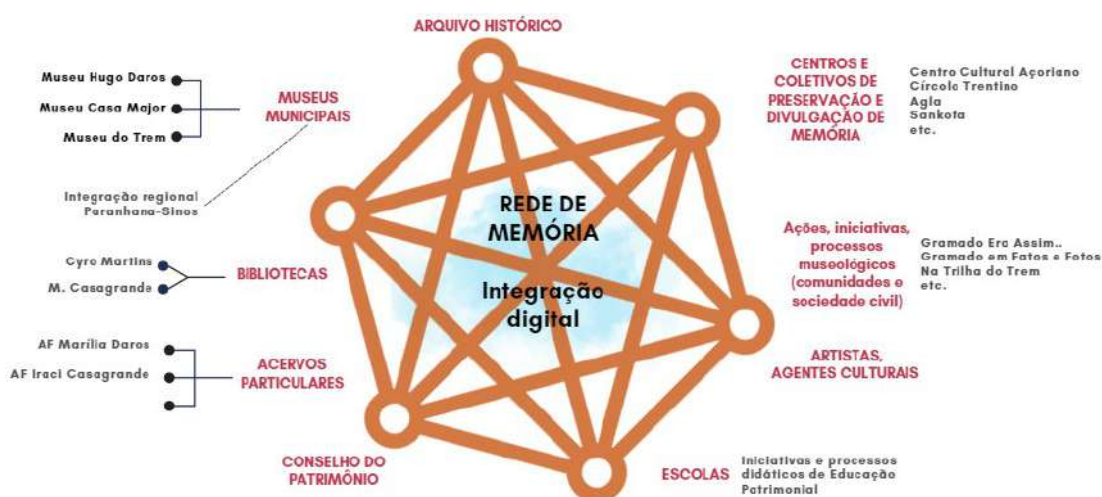 ARQUIVO HISTÓRICO
Museu Hugo Daros
Museu Casa Major
Museu do Trem
MUSEUS
MUNICIPAIS
Integração regional
Paranhana-Sinos
Cyro Martins
M. Casagrande
BIBLIOTECAS
AF Marília Daros
AF Iraci Casagrande
ACERVOS
PARTICULARES
CONSELHO DO
PATRIMÔNIO
REDE DE
MEMÓRIA
Integração
digital
CENTROS E
COLETIVOS DE
PRESERVAÇÃO E
DIVULGAÇÃO DE
MEMÓRIA
Centro Cultural Açoriano
Círcolo Trentino
Agla
Sankofa
etc.
Ações, iniciativas,
processos
museológicos
(comunidades e
sociedade civil)
Gramado Era Assim..
Gramado em Fatos e Fotos
Na Trilha do Trem
etc.
ARTISTAS,
AGENTES CULTURAIS
ESCOLAS
Iniciativas e processos
didáticos de Educação
Patrimonial